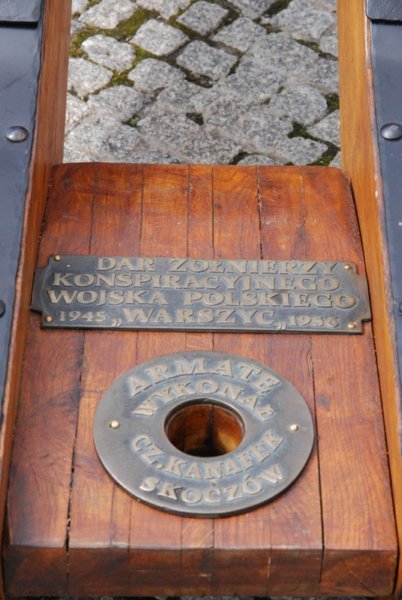 DAR ŻOŁNIERZY
KONSPIRACYJNEGO
WOJSKA POLSKIEGO
1945 „WARSZYC„ 1956
ARMATĘ
WYKONAŁ
CZ. KANAFEK
SKOCZÓW